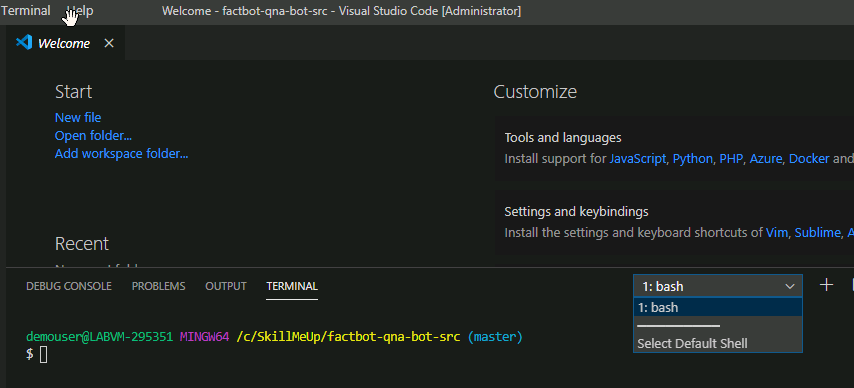 Terminal Help Welcome - factbot-qna-bot-src - Visual Studio Code [Administrator]
Welcome
Start
New file
Open folder...
Add workspace folder...
Recent
Customize
Tools and languages
Install support for JavaScript, Python, PHP, Azure, Docker and
Settings and keybindings
Install the settings and keyboard shortcuts of Vim, Sublime, A
DEBUG CONSOLE PROBLEMS OUTPUT TERMINAL
1: bash
1: bash
Select Default Shell
demouser@LABVM-295351 MINGW64 /c/SkillMeUp/factbot-qna-bot-src (master)
$